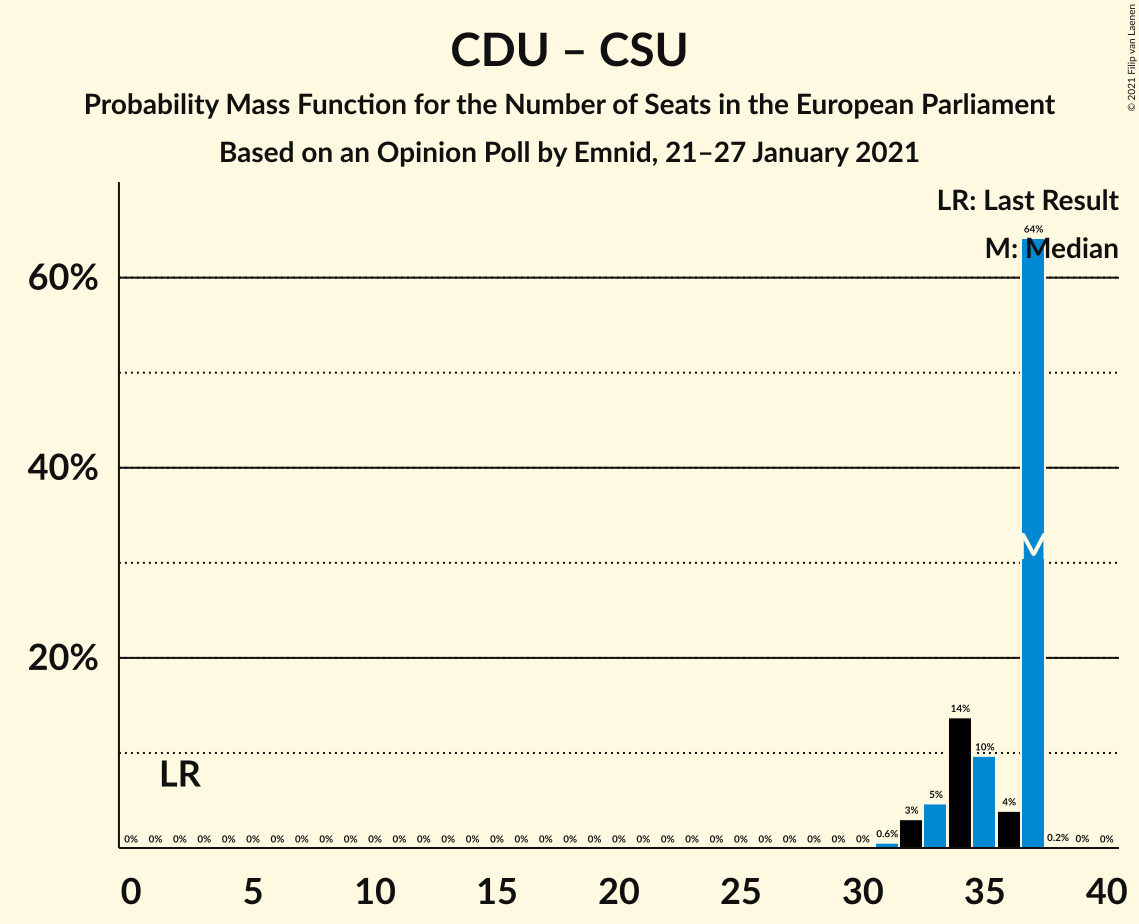 CDU – CSU
Probability Mass Function for the Number of Seats in the European Parliament
Based on an Opinion Poll by Emnid, 21–27 January 2021
© 2021 Filip van Laenen
LR: Last Result
64%
M: Median
60%
40%
M
20%
14%
10%
LR
5%
4%
3%
0% 0% 0% 0% 0% 0% 0% 0% 0% 0% 0% 0% 0% 0% 0% 0% 0% 0% 0% 0% 0% 0% 0% 0% 0% 0% 0% 0% 0% 0% 0% 0.6% 0.2% 0% 0%
0 5 10 15 20 25 30 35 40